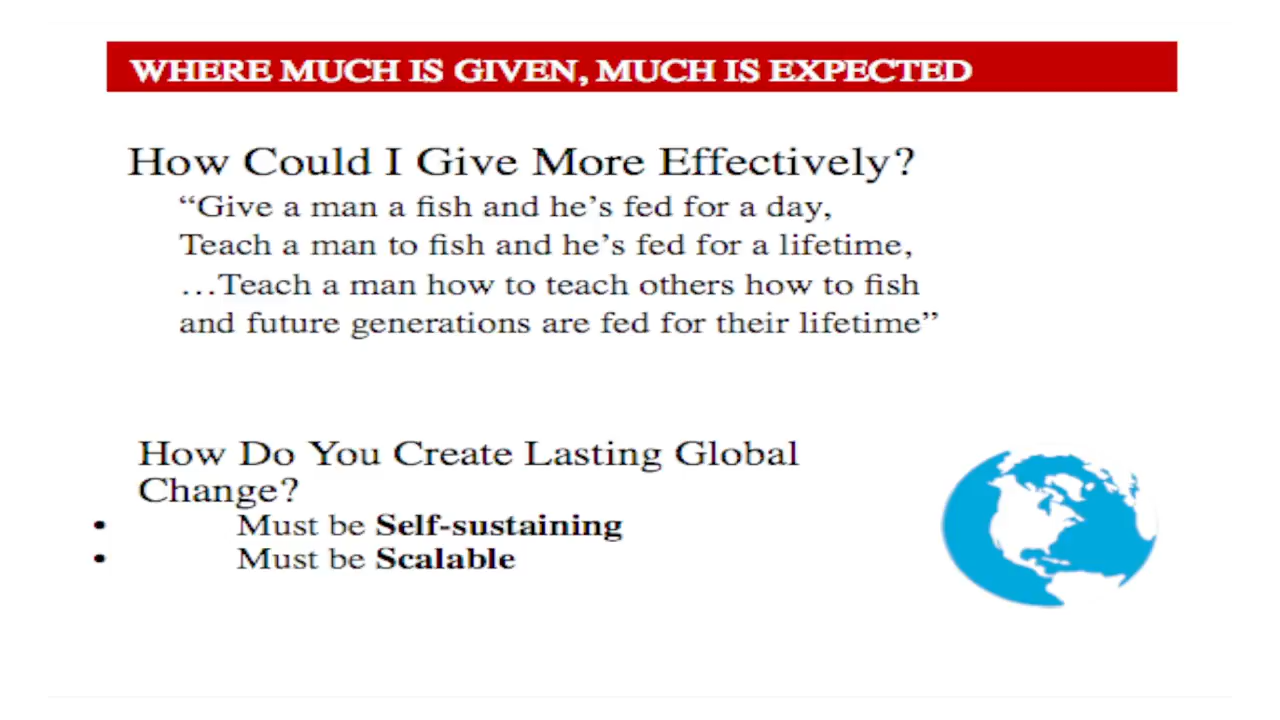 WHERE MUCH IS GIVEN, MUCH IS EXPECTED
How Could I Give More Effectively?
“Give a man a fish and he’s fed for a day,
Teach a man to fish and he’s fed for a lifetime,
…Teach a man how to teach others how to fish
and future generations are fed for their lifetime”
How Do You Create Lasting Global
Change?
• Must be Self-sustaining
• Must be Scalable